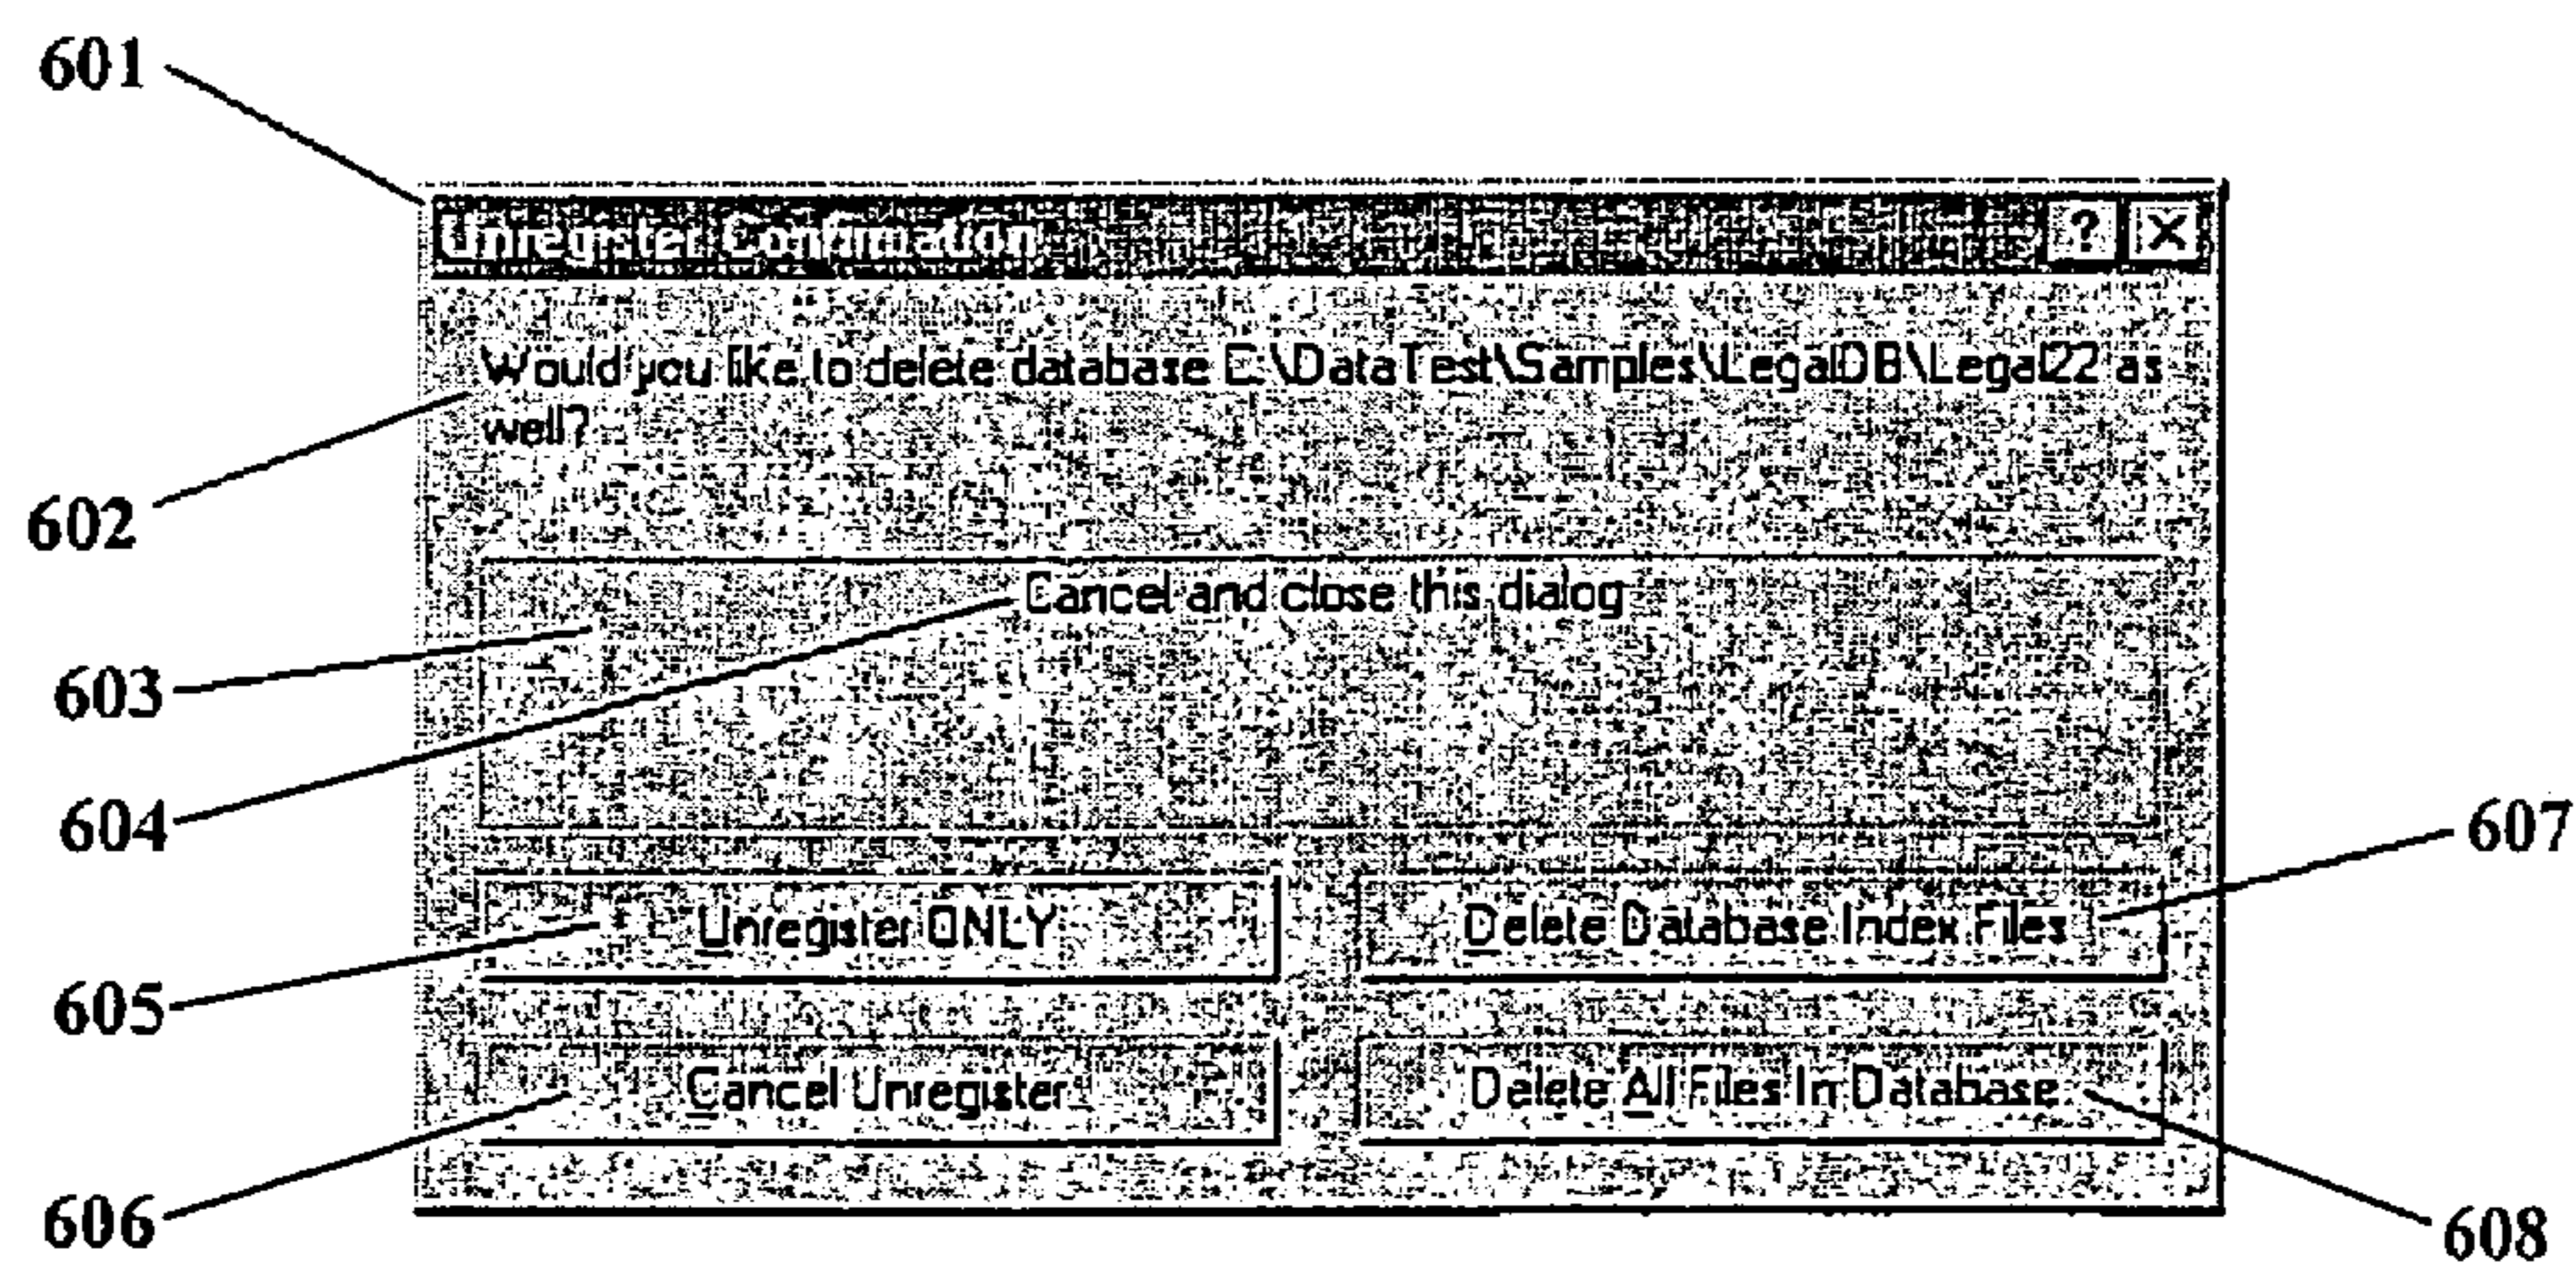 601
Unregister Confirmation
? X
Would you like to delete database E:\DataTest\Samples\LegalDB\Legal22 as
602
well?
Cancel and close this dialog
603
604
607
Unregister ONLY
Delete Database Index Files
605
Cancel Unregister
Delete All Files In Database
606
608